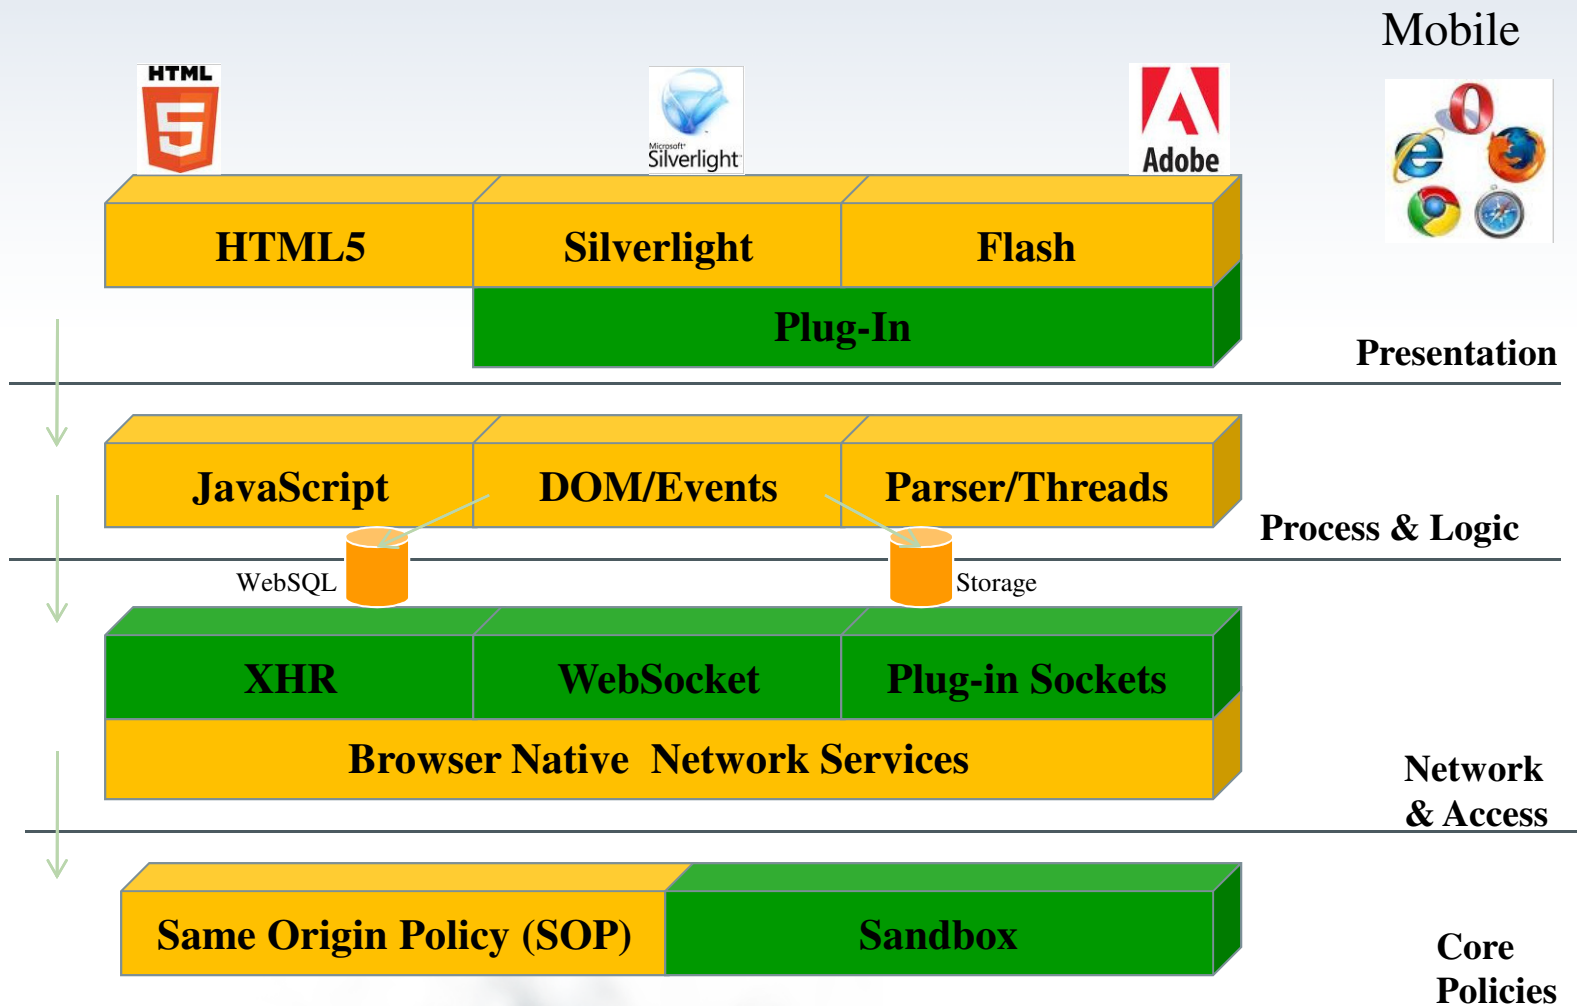 Mobile
HTML
5
Microsoft
Silverlight
Adobe
HTML5
Silverlight
Flash
Plug-In
Presentation
JavaScript
DOM/Events
Parser/Threads
Process & Logic
WebSQL
Storage
XHR
WebSocket
Plug-in Sockets
Browser Native Network Services
Network
& Access
Same Origin Policy (SOP)
Sandbox
Core
Policies